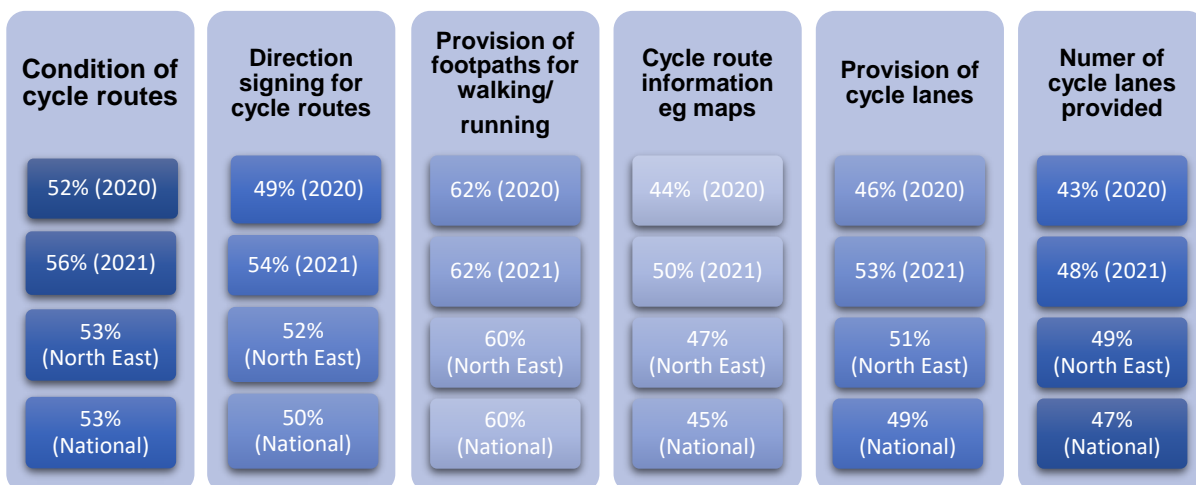 Condition of
cycle routes
52% (2020)
56% (2021)
53%
(North East)
53%
(National)
Direction
signing for
cycle routes
49% (2020)
54% (2021)
52%
(North East)
50%
(National)
Provision of
footpaths for
walking/
running
62% (2020)
62% (2021)
60%
(North East)
60%
(National)
Cycle route
information
eg maps
44% (2020)
50% (2021)
47%
(North East)
45%
(National)
Provision of
cycle lanes
46% (2020)
53% (2021)
51%
(North East)
49%
(National)
Numer of
cycle lanes
provided
43% (2020)
48% (2021)
49%
(North East)
47%
(National)